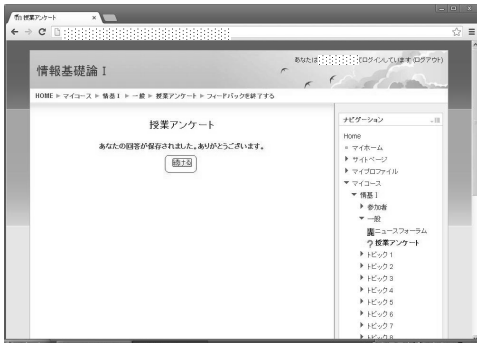 授業アンケート
あなたは
(ログインしています(ログアウト)
情報基礎論 I
HOME ► マイコース ► 情基 I ► 一般 ► 授業アンケート ► フィードバックを終了する
授業アンケート
あなたの回答が保存されました。ありがとうございます。
続ける
ナビゲーション
Home
マイホーム
サイトページ
マイプロファイル
マイコース
情基 I
参加者
一般
ニュースフォーラム
授業アンケート
トピック 1
トピック 2
トピック 3
トピック 4
トピック 5
トピック 6
トピック 7
トピック 8